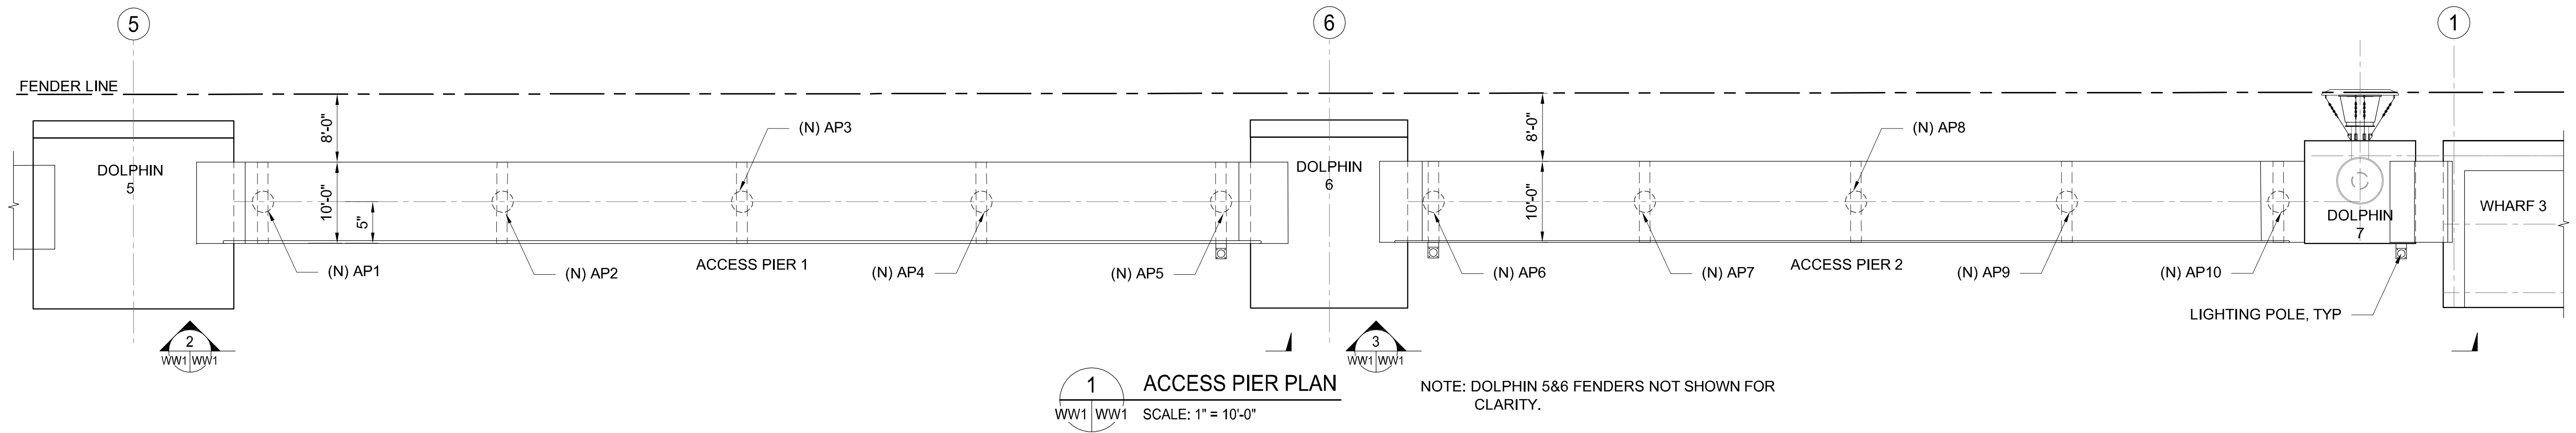 5
6
1
FENDER LINE
8'-0"
8'-0"
(N) AP3
(N) AP8
DOLPHIN
5
DOLPHIN
6
10'-0"
5"
10'-0"
DOLPHIN
7
WHARF 3
(N) AP1
(N) AP2
ACCESS PIER 1
(N) AP4
(N) AP5
(N) AP6
(N) AP7
ACCESS PIER 2
(N) AP9
(N) AP10
LIGHTING POLE, TYP
2
WW1 WW1
3
WW1 WW1
1
WW1 WW1
ACCESS PIER PLAN
SCALE: 1" = 10'-0"
NOTE: DOLPHIN 5&6 FENDERS NOT SHOWN FOR
CLARITY.